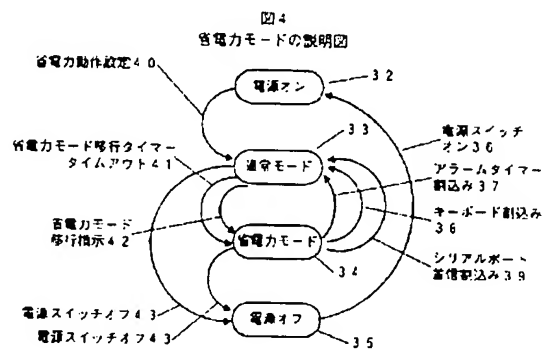 図4
省電力モードの説明図
省電力動作設定40
電源オン
32
33
通常モード
電源スイッチ
オン36
省電力モード移行タイマー
タイムアウト41
アラームタイマー
割込み37
省電力モード
移行指示42
キーボード割込み
38
省電力モード
34
シリアルポート
着信割込み39
電源スイッチオフ43
電源スイッチオフ43
電源オフ
35